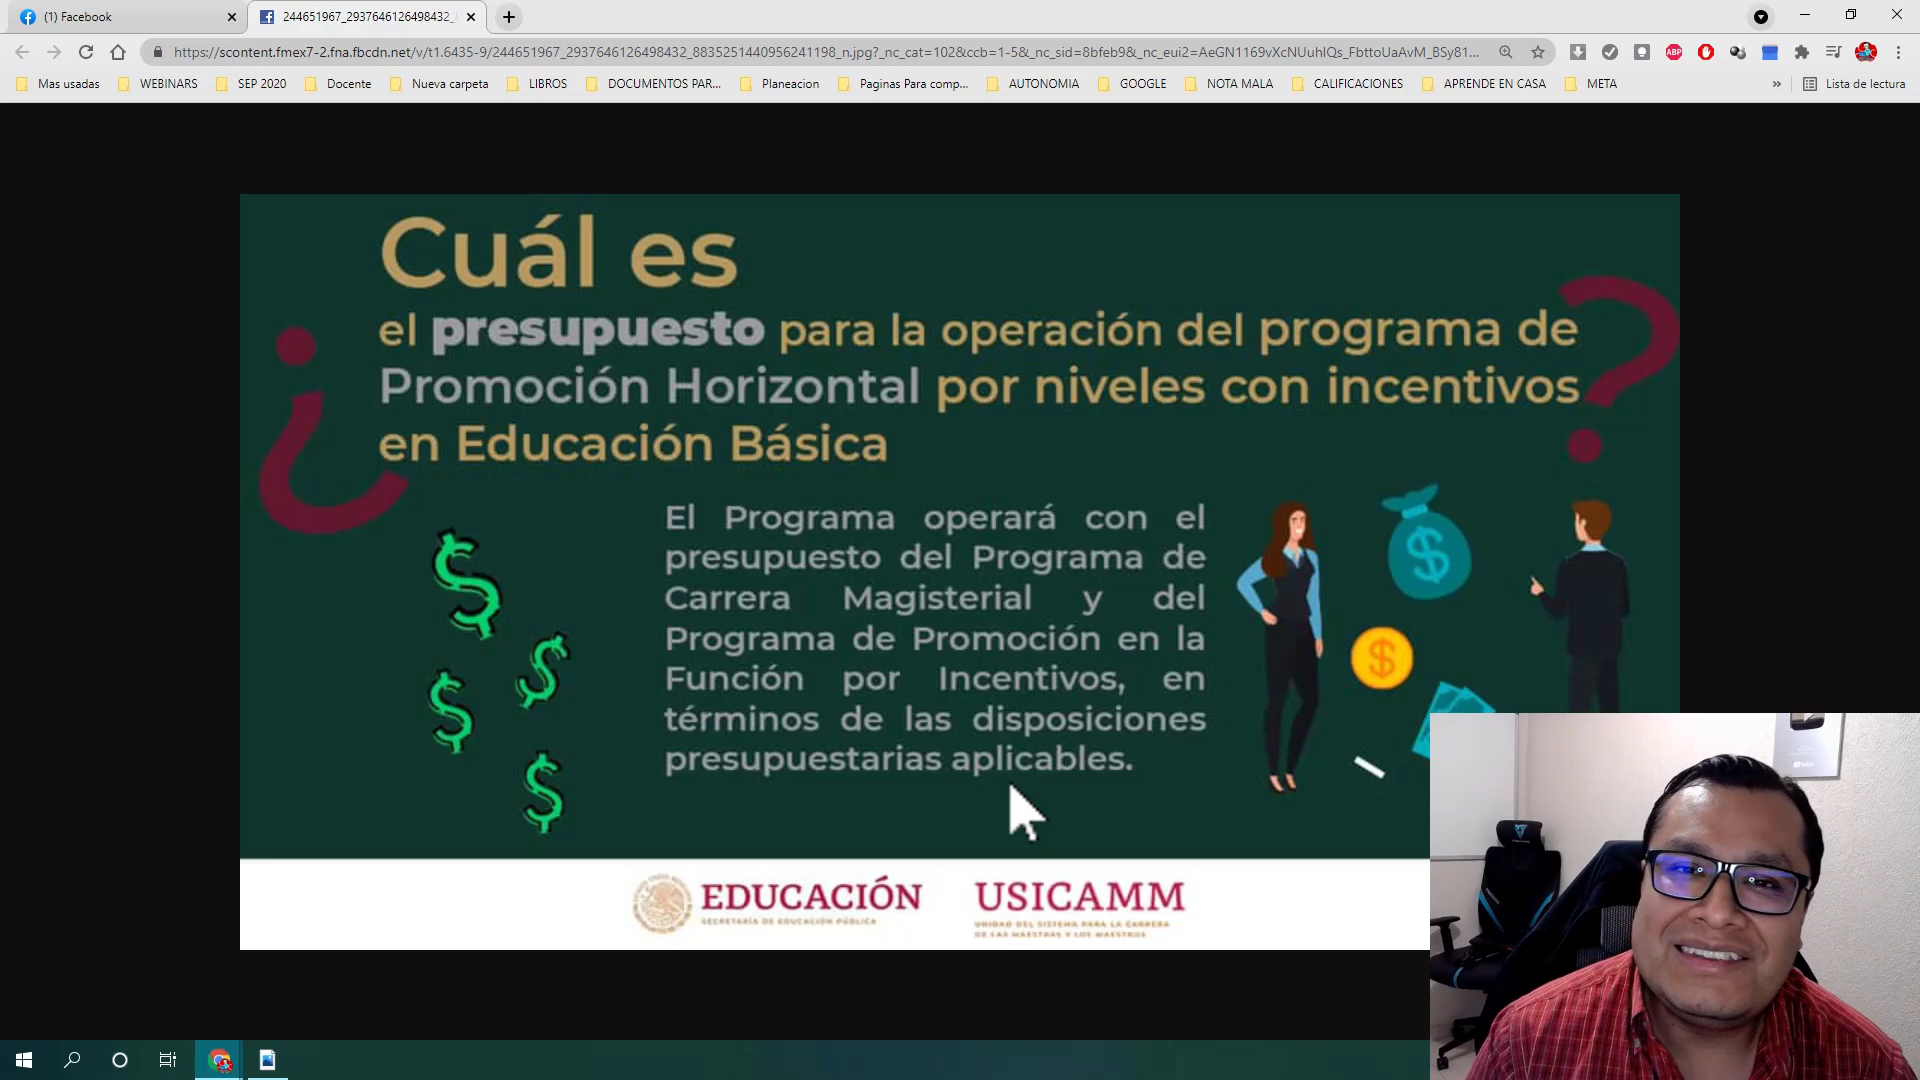 (1) Facebook
244651967_2937646126498432_
https://scontent.fmex7-2.fna.fbcdn.net/v/t1.6435-9/244651967_2937646126498432_8835251440956241198_n.jpg?_nc_cat=102&ccb=1-5&_nc_sid=8bfeb9&_nc_eui2=AeGN1169vXcNUuhlQs_FbttoUaAvM_BSy81...
ABP
Mas usadas
WEBINARS
SEP 2020
Docente
Nueva carpeta
LIBROS
DOCUMENTOS PAR...
Planeacion
Paginas Para comp...
AUTONOMIA
GOOGLE
NOTA MALA
CALIFICACIONES
APRENDE EN CASA
META
»
Lista de lectura
¿Cuál es
el presupuesto para la operación del programa de
Promoción Horizontal por niveles con incentivos
en Educación Básica?
El Programa operará con el
presupuesto del Programa de
Carrera Magisterial y del
Programa de Promoción en la
Función por Incentivos, en
términos de las disposiciones
presupuestarias aplicables.
EDUCACIÓN
SECRETARÍA DE EDUCACIÓN PÚBLICA
USICAMM
UNIDAD DEL SISTEMA PARA LA CARRERA
DE LAS MAESTRAS Y LOS MAESTROS